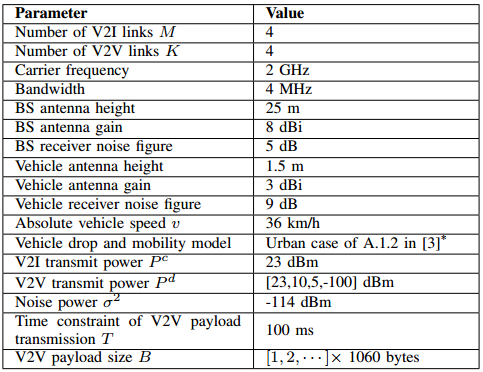 Parameter Value
Number of V2I links M 4
Number of V2V links K 4
Carrier frequency 2 GHz
Bandwidth 4 MHz
BS antenna height 25 m
BS antenna gain 8 dBi
BS receiver noise figure 5 dB
Vehicle antenna height 1.5 m
Vehicle antenna gain 3 dBi
Vehicle receiver noise figure 9 dB
Absolute vehicle speed v 36 km/h
Vehicle drop and mobility model Urban case of A.1.2 in [3]*
V2I transmit power Pᶜ 23 dBm
V2V transmit power Pᵈ [23,10,5,-100] dBm
Noise power σ² -114 dBm
Time constraint of V2V payload
transmission T 100 ms
V2V payload size B [1, 2, ⋯]× 1060 bytes